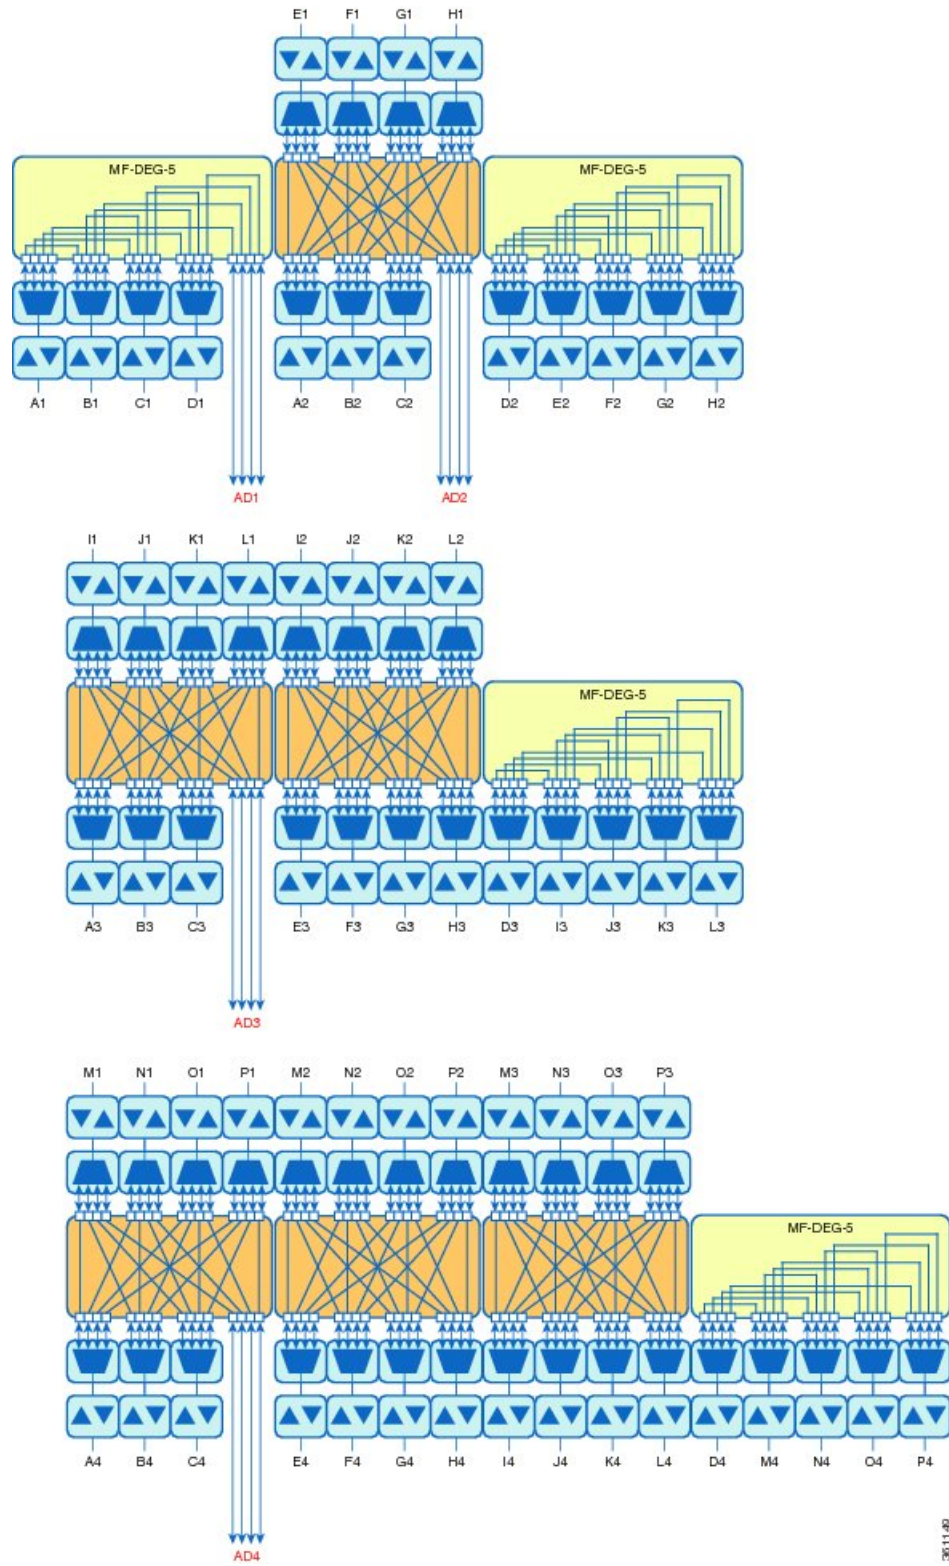 E1 F1 G1 H1
MF-DEG-5 MF-DEG-5
A1 B1 C1 D1 A2 B2 C2 D2 E2 F2 G2 H2
AD1 AD2
I1 J1 K1 L1 I2 J2 K2 L2
MF-DEG-5
A3 B3 C3 E3 F3 G3 H3 D3 I3 J3 K3 L3
AD3
M1 N1 O1 P1 M2 N2 O2 P2 M3 N3 O3 P3
MF-DEG-5
A4 B4 C4 E4 F4 G4 H4 I4 J4 K4 L4 D4 M4 N4 O4 P4
AD4
361149